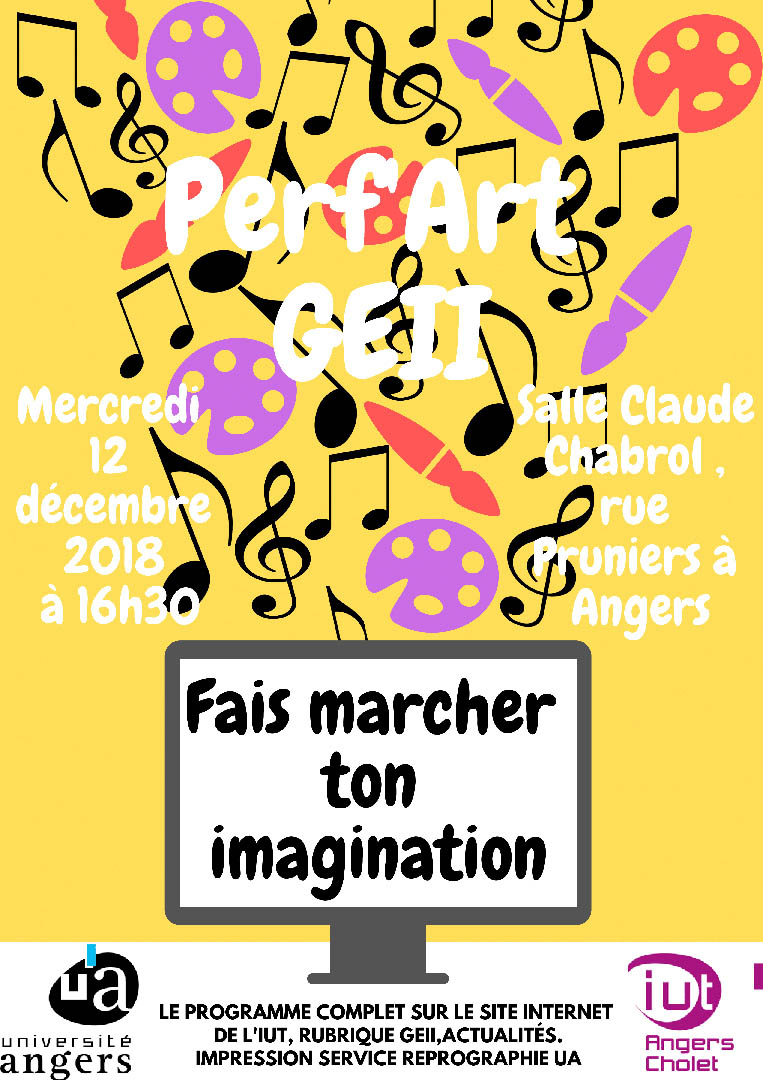 Perf'Art
GEII
Mercredi
12
décembre
2018
à 16h30
Salle Claude
Chabrol ,
rue
Pruniers à
Angers
Fais marcher
ton
imagination
ua
université
angers
LE PROGRAMME COMPLET SUR LE SITE INTERNET
DE L'IUT, RUBRIQUE GEII,ACTUALITÉS.
IMPRESSION SERVICE REPROGRAPHIE UA
iut
Angers
Cholet